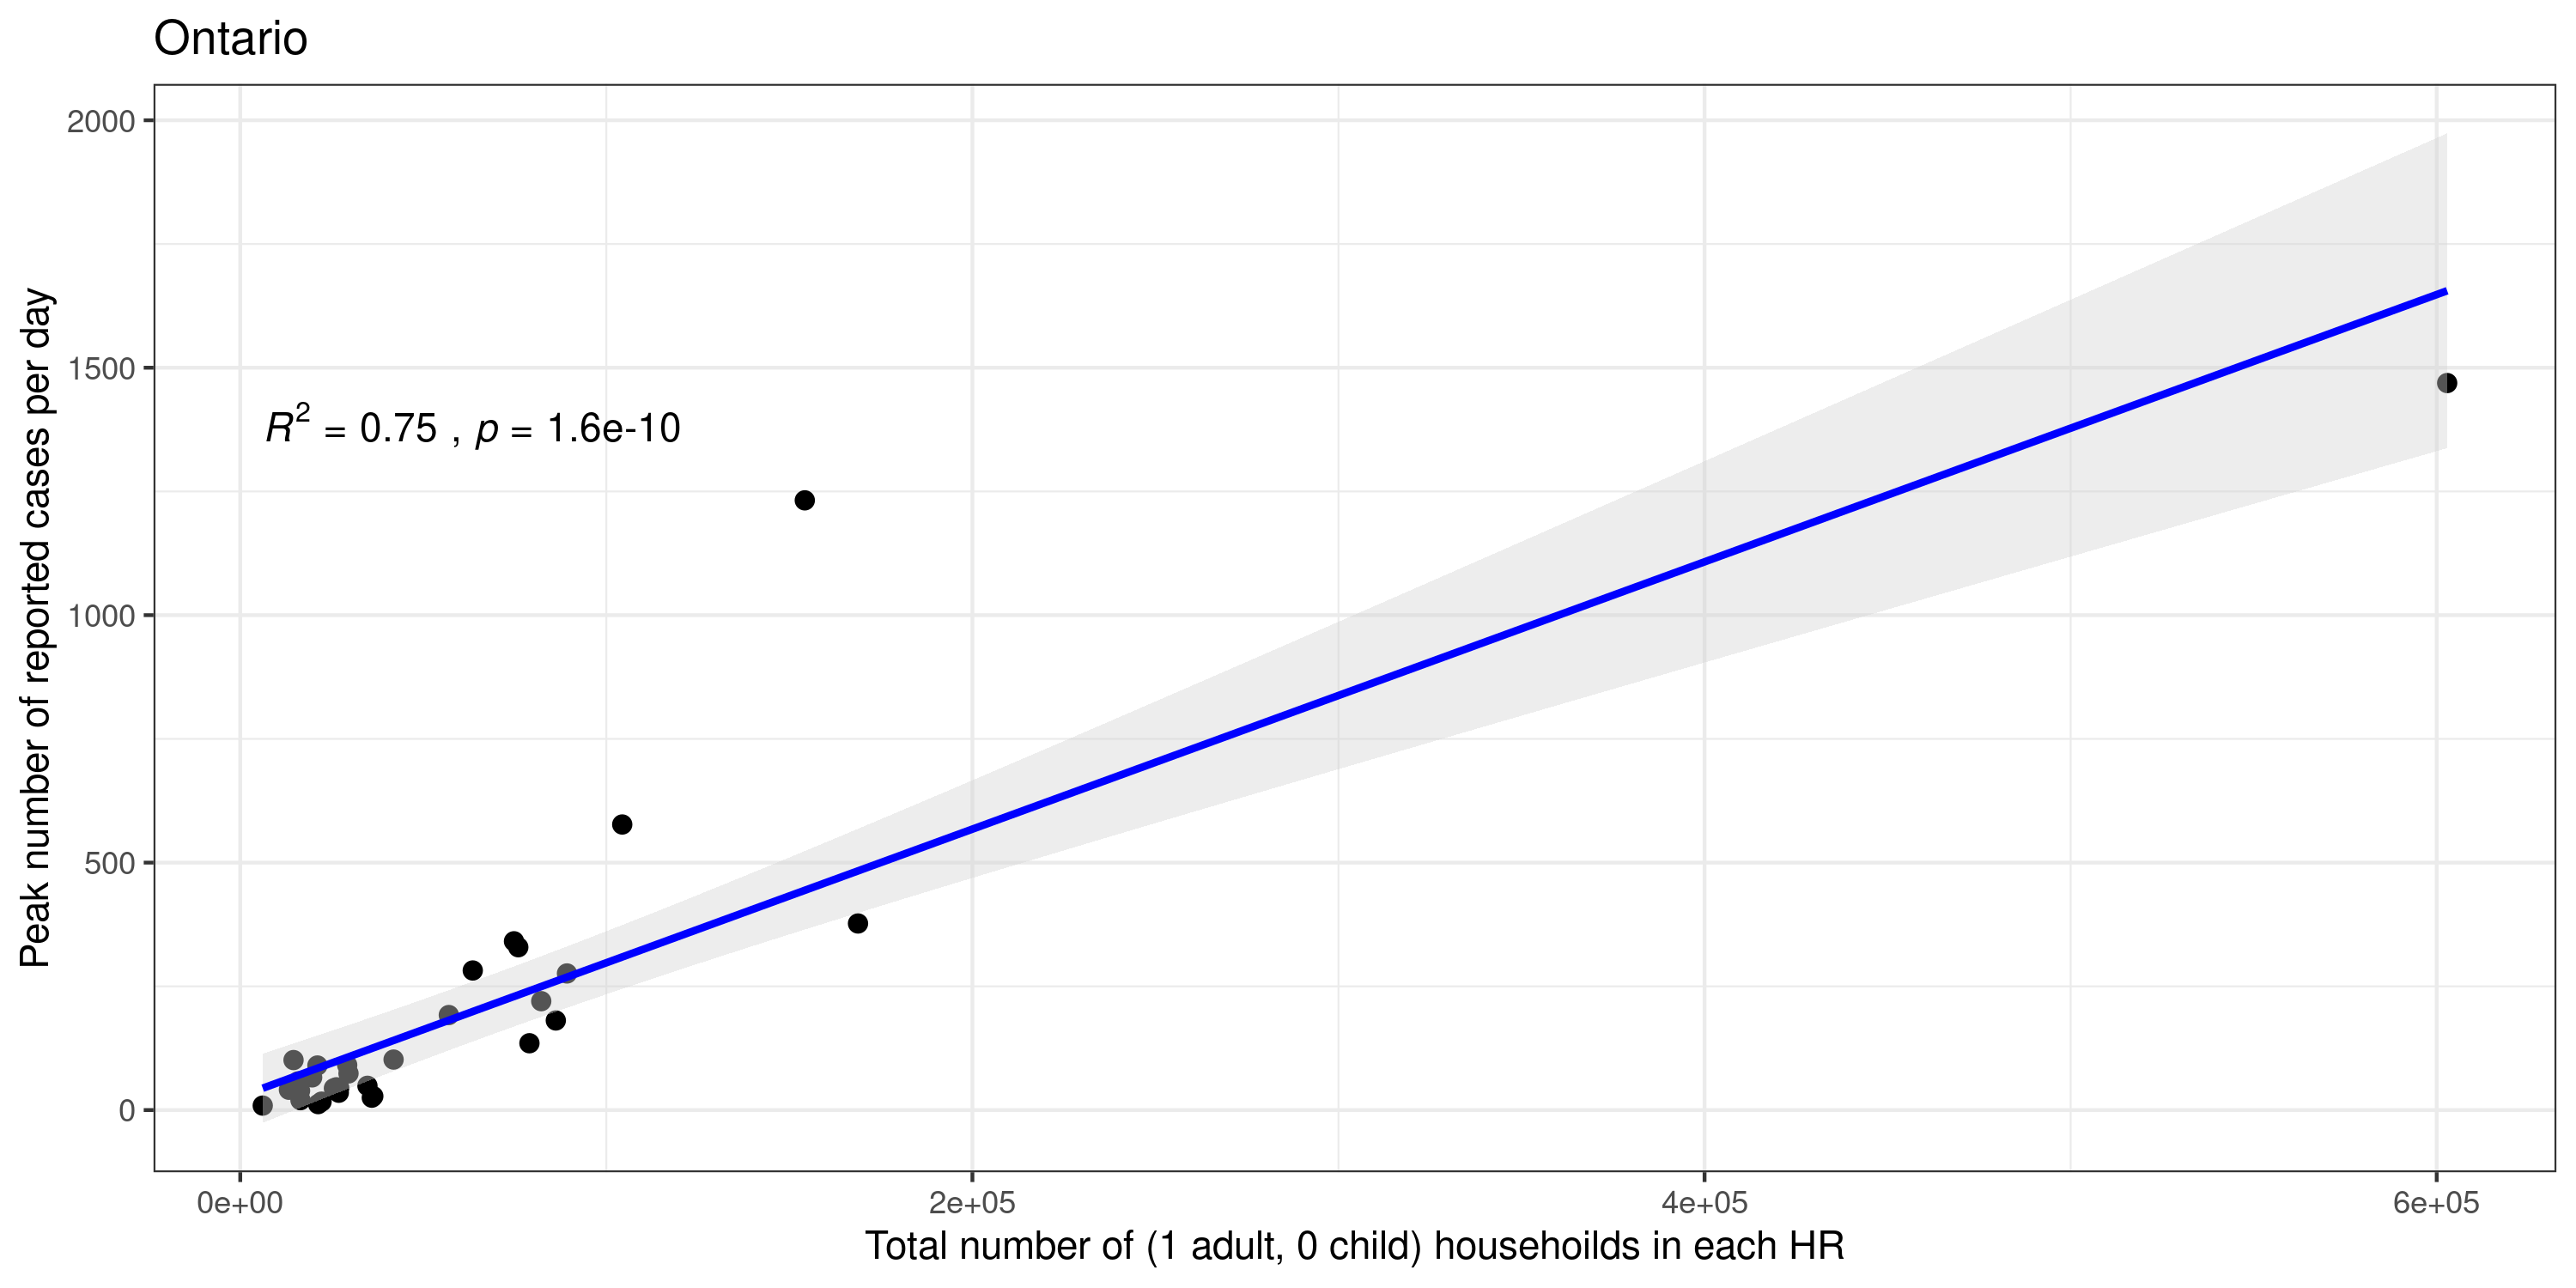 Ontario
Peak number of reported cases per day
2000
1500
1000
500
0
R² = 0.75 , p = 1.6e-10
0e+00
2e+05
4e+05
6e+05
Total number of (1 adult, 0 child) househoilds in each HR